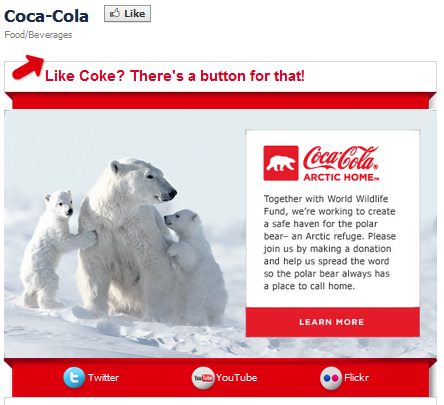 Coca-Cola Like
Food/Beverages
Like Coke? There's a button for that!
Coca-Cola®
ARCTIC HOME™
Together with World Wildlife
Fund, we're working to create
a safe haven for the polar
bear– an Arctic refuge. Please
join us by making a donation
and help us spread the word
so the polar bear always has
a place to call home.
LEARN MORE
Twitter YouTube Flickr